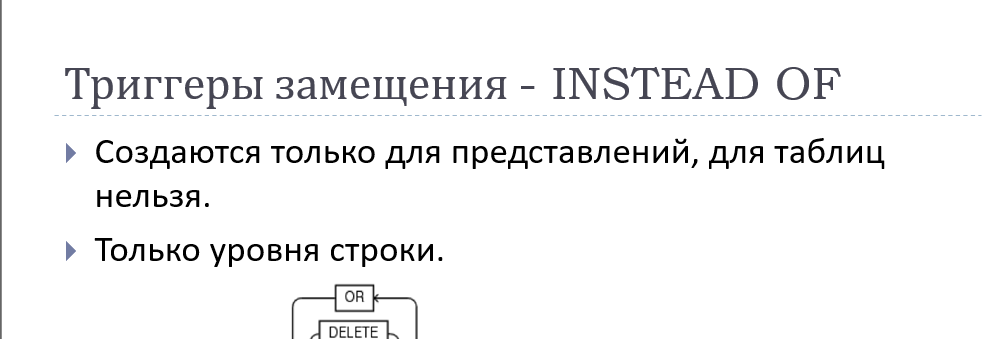 Триггеры замещения - INSTEAD OF
Создаются только для представлений, для таблиц
нельзя.
Только уровня строки.
OR
DELETE